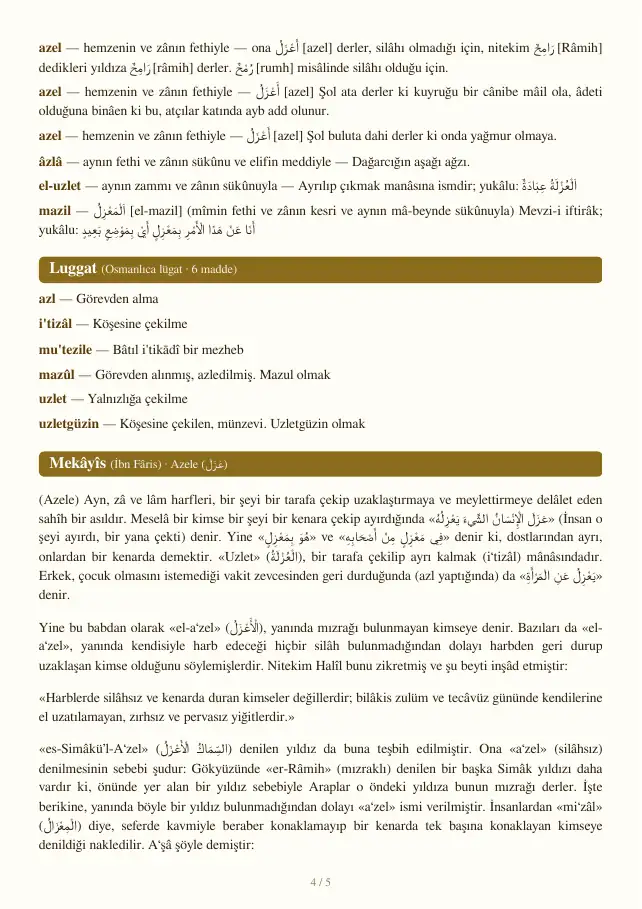 azel — hemzenin ve zânın fethiyle — ona أَعْزَلُ [azel] derler, silâhı olmadığı için, nitekim رَامِحٌ [Râmih]
dedikleri yıldıza رَامِحٌ [râmih] derler. رُمْحٌ [rumh] misâlinde silâhı olduğu için.
azel — hemzenin ve zânın fethiyle — أَعْزَلُ [azel] Şol ata derler ki kuyruğu bir cânibe mâil ola, âdeti
olduğuna binâen ki bu, atçılar katında ayb add olunur.
azel — hemzenin ve zânın fethiyle — أَعْزَلُ [azel] Şol buluta dahi derler ki onda yağmur olmaya.
âzlâ — aynın fethi ve zânın sükûnu ve elifin meddiyle — Dağarcığın aşağı ağzı.
el-uzlet — aynın zammı ve zânın sükûnuyla — Ayrılıp çıkmak manâsına ismdir; yukâlu: اَلْعُزْلَةُ عِبَادَةٌ
mazil — اَلْمَعْزِلُ [el-mazil] (mîmin fethi ve zânın kesri ve aynın mâ-beynde sükûnuyla) Mevzi-i iftirâk;
yukâlu: أَنَا عَنْ هَذَا الْأَمْرِ بِمَعْزِلٍ أَيْ بِمَوْضِعٍ بَعِيدٍ
Luggat (Osmanlıca lügat · 6 madde)
azl — Görevden alma
i'tizâl — Köşesine çekilme
mu'tezile — Bâtıl i'tikādî bir mezheb
mazûl — Görevden alınmış, azledilmiş. Mazul olmak
uzlet — Yalnızlığa çekilme
uzletgüzin — Köşesine çekilen, münzevi. Uzletgüzin olmak
Mekâyîs (İbn Fâris) · Azele (عَزَلَ)
(Azele) Ayn, zâ ve lâm harfleri, bir şeyi bir tarafa çekip uzaklaştırmaya ve meylettirmeye delâlet eden
sahîh bir asıldır. Meselâ bir kimse bir şeyi bir kenara çekip ayırdığında «عَزَلَ الْإِنْسَانُ الشَّيْءَ يَعْزِلُهُ» (İnsan o
şeyi ayırdı, bir yana çekti) denir. Yine «هُوَ بِمَعْزِلٍ» ve «فِي مَعْزِلٍ مِنْ أَصْحَابِهِ» denir ki, dostlarından ayrı,
onlardan bir kenarda demektir. «Uzlet» (الْعُزْلَةُ), bir tarafa çekilip ayrı kalmak (i‘tizâl) mânâsındadır.
Erkek, çocuk olmasını istemediği vakit zevcesinden geri durduğunda (azl yaptığında) da «يَعْزِلُ عَنِ الْمَرْأَةِ»
denir.
Yine bu babdan olarak «el-a‘zel» (الْأَعْزَلُ), yanında mızrağı bulunmayan kimseye denir. Bazıları da «el-
a‘zel», yanında kendisiyle harb edeceği hiçbir silâh bulunmadığından dolayı harbden geri durup
uzaklaşan kimse olduğunu söylemişlerdir. Nitekim Halîl bunu zikretmiş ve şu beyti inşâd etmiştir:
«Harblerde silâhsız ve kenarda duran kimseler değillerdir; bilâkis zulüm ve tecâvüz gününde kendilerine
el uzatılamayan, zırhsız ve pervasız yiğitlerdir.»
«es-Simâkü’l-A‘zel» (السِّمَاكُ الْأَعْزَلُ) denilen yıldız da buna teşbih edilmiştir. Ona «a‘zel» (silâhsız)
denilmesinin sebebi şudur: Gökyüzünde «er-Râmih» (mızraklı) denilen bir başka Simâk yıldızı daha
vardır ki, önünde yer alan bir yıldız sebebiyle Araplar o öndeki yıldıza bunun mızrağı derler. İşte
berikine, yanında böyle bir yıldız bulunmadığından dolayı «a‘zel» ismi verilmiştir. İnsanlardan «mi‘zâl»
(الْمِعْزَالُ) diye, seferde kavmiyle beraber konaklamayıp bir kenarda tek başına konaklayan kimseye
denildiği nakledilir. A‘şâ şöyle demiştir:
4 / 5